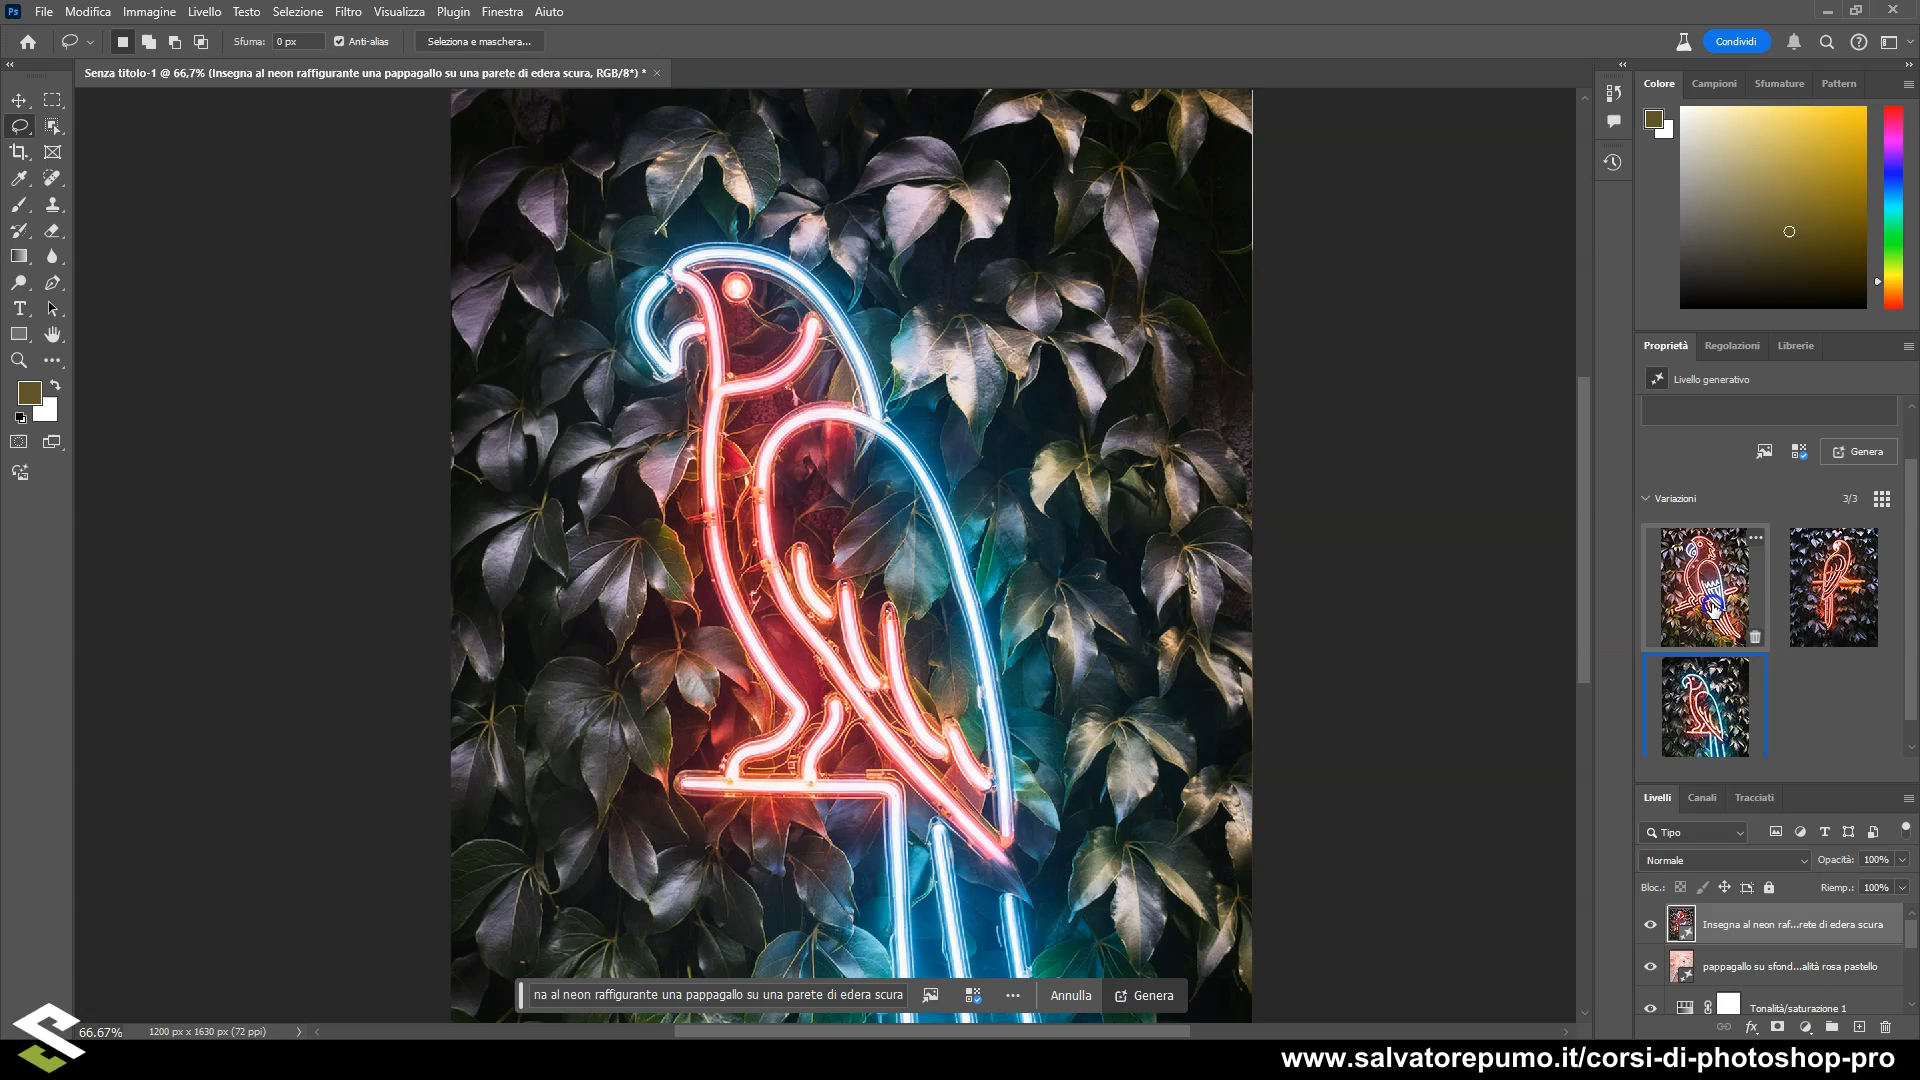 Ps File Modifica Immagine Livello Testo Selezione Filtro Visualizza Plugin Finestra Aiuto
Sfuma: 0 px Anti-alias Seleziona e maschera... Condividi
Senza titolo-1 @ 66,7% (Insegna al neon raffigurante una pappagallo su una parete di edera scura, RGB/8*) *
Colore Campioni Sfumature Pattern
Proprietà Regolazioni Librerie
Livello generativo
Genera
Variazioni 3/3
Livelli Canali Tracciati
Tipo
Normale Opacità: 100%
Bloc.: Riemp.: 100%
Insegna al neon raf...rete di edera scura
pappagallo su sfond...alità rosa pastello
Tonalità/saturazione 1
na al neon raffigurante una pappagallo su una parete di edera scura Annulla Genera
66,67% 1200 px x 1630 px (72 ppi)
www.salvatorepumo.it/corsi-di-photoshop-pro